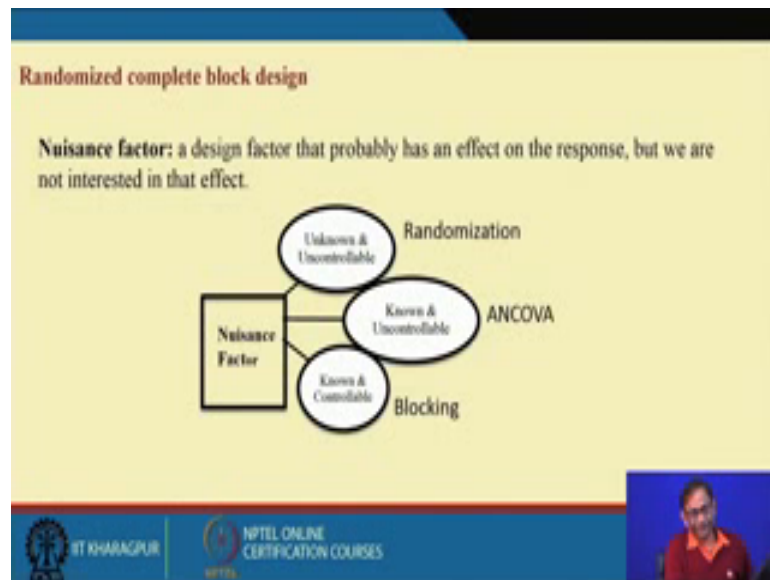 Randomized complete block design
Nuisance factor: a design factor that probably has an effect on the response, but we are
not interested in that effect.
Unknown &
Uncontrollable
Randomization
Known &
Uncontrollable
ANCOVA
Nuisance
Factor
Known &
Controllable
Blocking
IIT KHARAGPUR
NPTEL ONLINE
CERTIFICATION COURSES
NPTEL